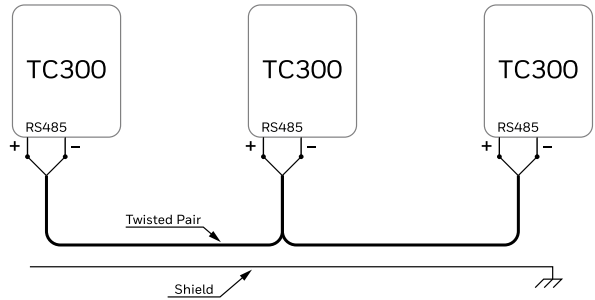 TC300 TC300 TC300
RS485 RS485 RS485
+ − + − + −
Twisted Pair
Shield